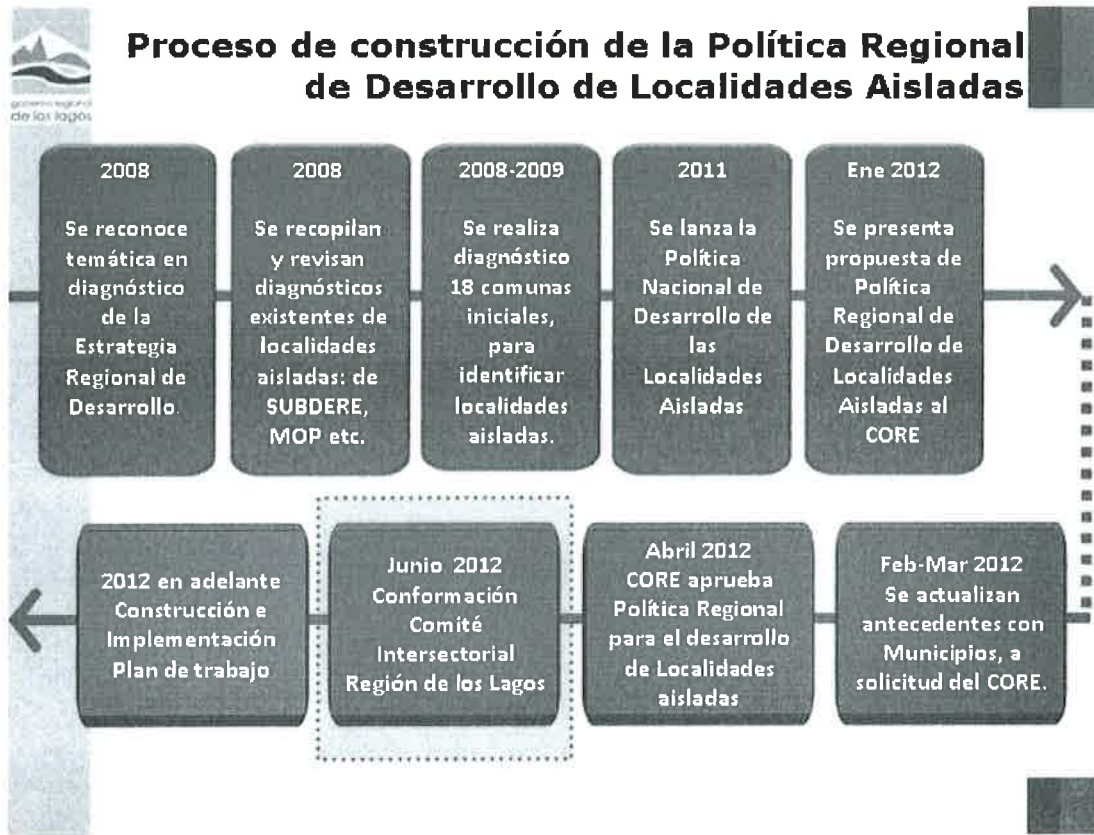 Proceso de construcción de la Política Regional
de Desarrollo de Localidades Aisladas
gobierno regional
de los lagos
2008
Se reconoce
temática en
diagnóstico
de la
Estrategia
Regional de
Desarrollo.
2008
Se recopilan
y revisan
diagnósticos
existentes de
localidades
aisladas: de
SUBDERE,
MOP etc.
2008-2009
Se realiza
diagnóstico
18 comunas
iniciales,
para
identificar
localidades
aisladas.
2011
Se lanza la
Política
Nacional de
Desarrollo de
las
Localidades
Aisladas
Ene 2012
Se presenta
propuesta de
Política
Regional de
Desarrollo de
Localidades
Aisladas al
CORE
Feb-Mar 2012
Se actualizan
antecedentes con
Municipios, a
solicitud del CORE.
Abril 2012
CORE aprueba
Política Regional
para el desarrollo
de Localidades
aisladas
Junio 2012
Conformación
Comité
Intersectorial
Región de los Lagos
2012 en adelante
Construcción e
Implementación
Plan de trabajo